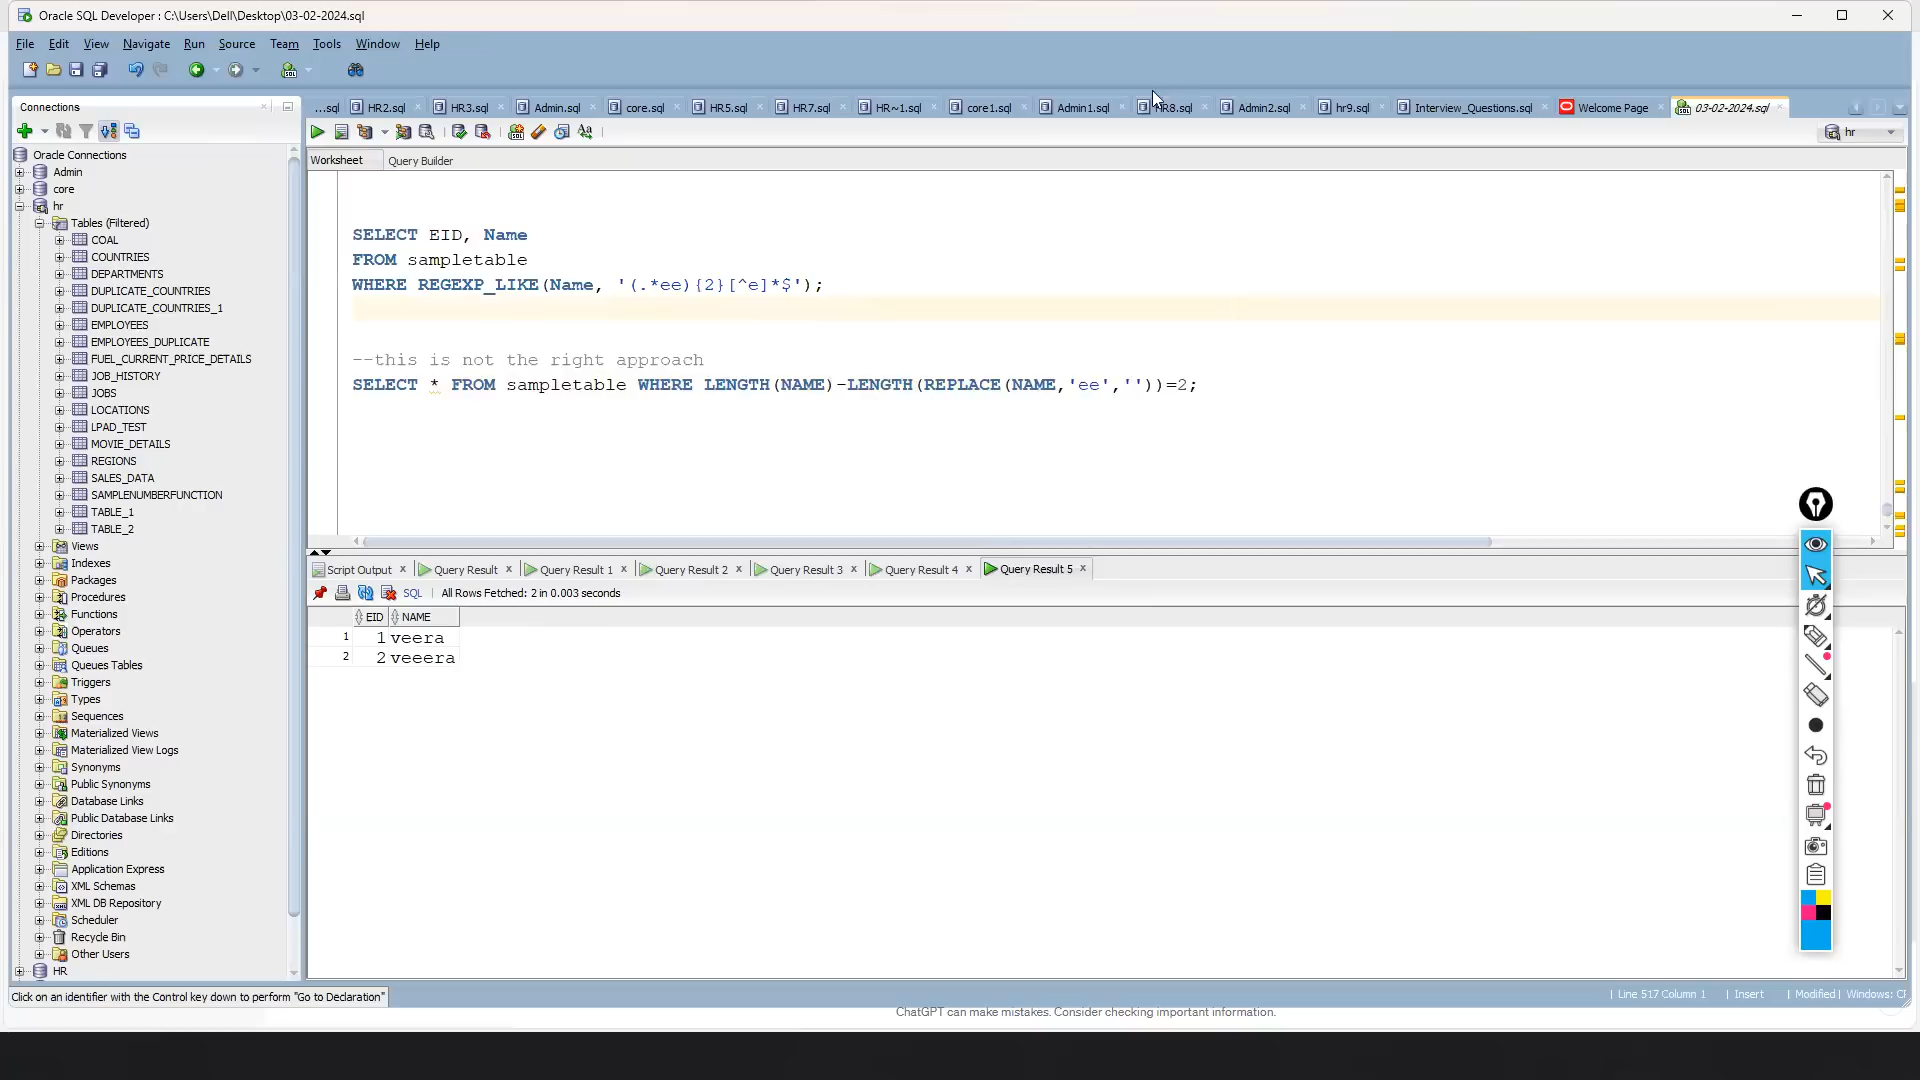 Oracle SQL Developer : C:\Users\Dell\Desktop\03-02-2024.sql
File Edit View Navigate Run Source Team Tools Window Help
Connections
...sql HR2.sql HR3.sql Admin.sql core.sql HR5.sql HR7.sql HR~1.sql core1.sql Admin1.sql HR8.sql Admin2.sql hr9.sql Interview_Questions.sql Welcome Page 03-02-2024.sql
hr
Worksheet Query Builder
Oracle Connections
Admin
core
hr
Tables (Filtered)
COAL
COUNTRIES
DEPARTMENTS
DUPLICATE_COUNTRIES
DUPLICATE_COUNTRIES_1
EMPLOYEES
EMPLOYEES_DUPLICATE
FUEL_CURRENT_PRICE_DETAILS
JOB_HISTORY
JOBS
LOCATIONS
LPAD_TEST
MOVIE_DETAILS
REGIONS
SALES_DATA
SAMPLENUMBERFUNCTION
TABLE_1
TABLE_2
Views
Indexes
Packages
Procedures
Functions
Operators
Queues
Queues Tables
Triggers
Types
Sequences
Materialized Views
Materialized View Logs
Synonyms
Public Synonyms
Database Links
Public Database Links
Directories
Editions
Application Express
XML Schemas
XML DB Repository
Scheduler
Recycle Bin
Other Users
HR
SELECT EID, Name
FROM sampletable
WHERE REGEXP_LIKE(Name, '(.*ee){2}[^e]*$');
--this is not the right approach
SELECT * FROM sampletable WHERE LENGTH(NAME)-LENGTH(REPLACE(NAME,'ee',''))=2;
Script Output Query Result Query Result 1 Query Result 2 Query Result 3 Query Result 4 Query Result 5
SQL All Rows Fetched: 2 in 0.003 seconds
EID NAME
1 1 veera
2 2 veeera
Click on an identifier with the Control key down to perform "Go to Declaration"
Line 517 Column 1 Insert Modified Windows: CF
ChatGPT can make mistakes. Consider checking important information.